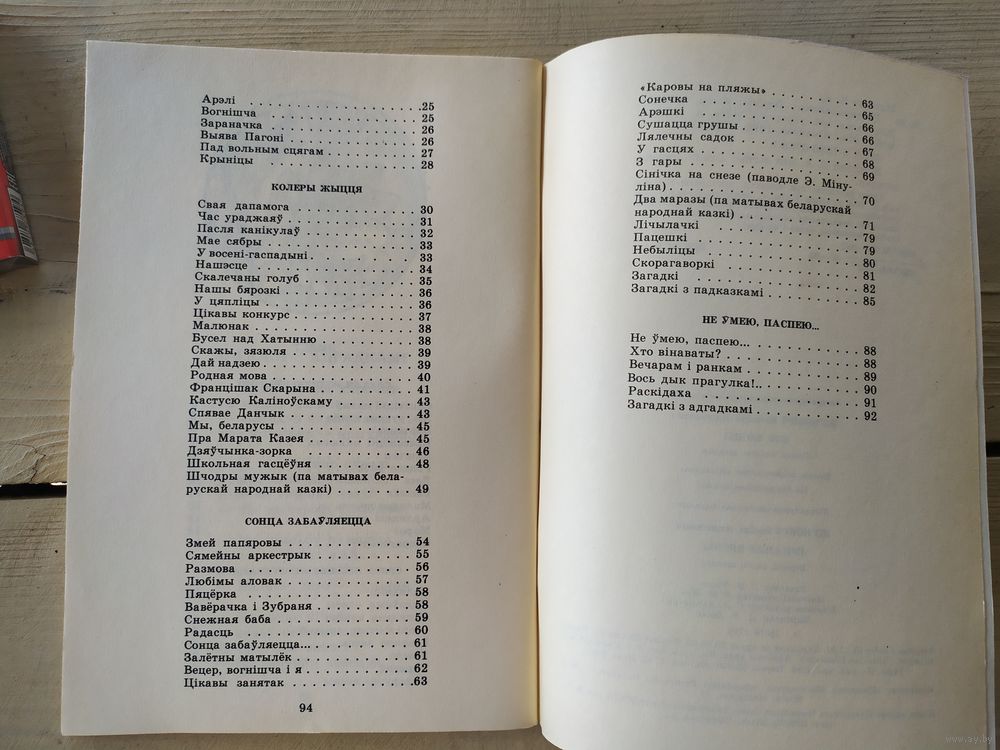 Арэлі . . . . . . . . . . . . . . . .25
Вогнішча . . . . . . . . . . . . . . 25
Зараначка . . . . . . . . . . . . . . 26
Выява Пагоні . . . . . . . . . . . . 26
Пад вольным сцягам . . . . . . . . . 27
Крыніцы . . . . . . . . . . . . . . 28
КОЛЕРЫ ЖЫЦЦЯ
Свая дапамога . . . . . . . . . . . . 30
Час ураджаяў . . . . . . . . . . . . 31
Пасля канікулаў . . . . . . . . . . . 32
Мае сябры . . . . . . . . . . . . . . 33
У восені-гаспадыні . . . . . . . . . 33
Нашэсце . . . . . . . . . . . . . . . 34
Скалечаны голуб . . . . . . . . . . . 35
Нашы бярозкі . . . . . . . . . . . . 36
У цяпліцы . . . . . . . . . . . . . . 36
Цікавы конкурс . . . . . . . . . . . 37
Малюнак . . . . . . . . . . . . . . . 38
Бусел над Хатынню . . . . . . . . . . 38
Скажы, зязюля . . . . . . . . . . . . 39
Дай надзею . . . . . . . . . . . . . 39
Родная мова . . . . . . . . . . . . . 40
Францішак Скарына . . . . . . . . . . 41
Кастусю Каліноўскаму . . . . . . . . 43
Спявае Данчык . . . . . . . . . . . . 43
Мы, беларусы . . . . . . . . . . . . 45
Пра Марата Казея . . . . . . . . . . 45
Дзяўчынка-зорка . . . . . . . . . . . 46
Школьная гасцёўня . . . . . . . . . . 48
Шчодры мужык (па матывах бела-
рускай народнай казкі) . . . . . . . 49
СОНЦА ЗАБАЎЛЯЕЦЦА
Змей папяровы . . . . . . . . . . . . 54
Сямейны аркестрык . . . . . . . . . . 55
Размова . . . . . . . . . . . . . . . 56
Любімы аловак . . . . . . . . . . . . 57
Пяцёрка . . . . . . . . . . . . . . . 58
Вавёрачка і Зубраня . . . . . . . . . 58
Снежная баба . . . . . . . . . . . . 59
Радасць . . . . . . . . . . . . . . . 60
Сонца забаўляецца... . . . . . . . . 61
Залётны матылёк . . . . . . . . . . . 61
Вецер, вогнішча і я . . . . . . . . . 62
Цікавы занятак . . . . . . . . . . . .63
94
«Каровы на пляжы» . . . . . . . . . . 63
Сонечка . . . . . . . . . . . . . . . 65
Арэшкі . . . . . . . . . . . . . . . 66
Сушацца грушы . . . . . . . . . . . . 66
Лялечны садок . . . . . . . . . . . . 67
У гасцях . . . . . . . . . . . . . . 68
З гары . . . . . . . . . . . . . . . 69
Сінічка на снезе (паводле Э. Міну-
ліна) . . . . . . . . . . . . . . . . 70
Два маразы (па матывах беларускай
народнай казкі) . . . . . . . . . . . 71
Лічылачкі . . . . . . . . . . . . . . 79
Пацешкі . . . . . . . . . . . . . . . 79
Небыліцы . . . . . . . . . . . . . . 80
Скорагаворкі . . . . . . . . . . . . 81
Загадкі . . . . . . . . . . . . . . . 82
Загадкі з падказкамі . . . . . . . . 85
НЕ ЎМЕЮ, ПАСПЕЮ...
Не ўмею, паспею... . . . . . . . . . 88
Хто вінаваты? . . . . . . . . . . . . 88
Вечарам і ранкам . . . . . . . . . . 89
Вось дык прагулка!.. . . . . . . . . 90
Раскідаха . . . . . . . . . . . . . . 91
Загадкі з адгадкамі . . . . . . . . . 92
www.ay.by